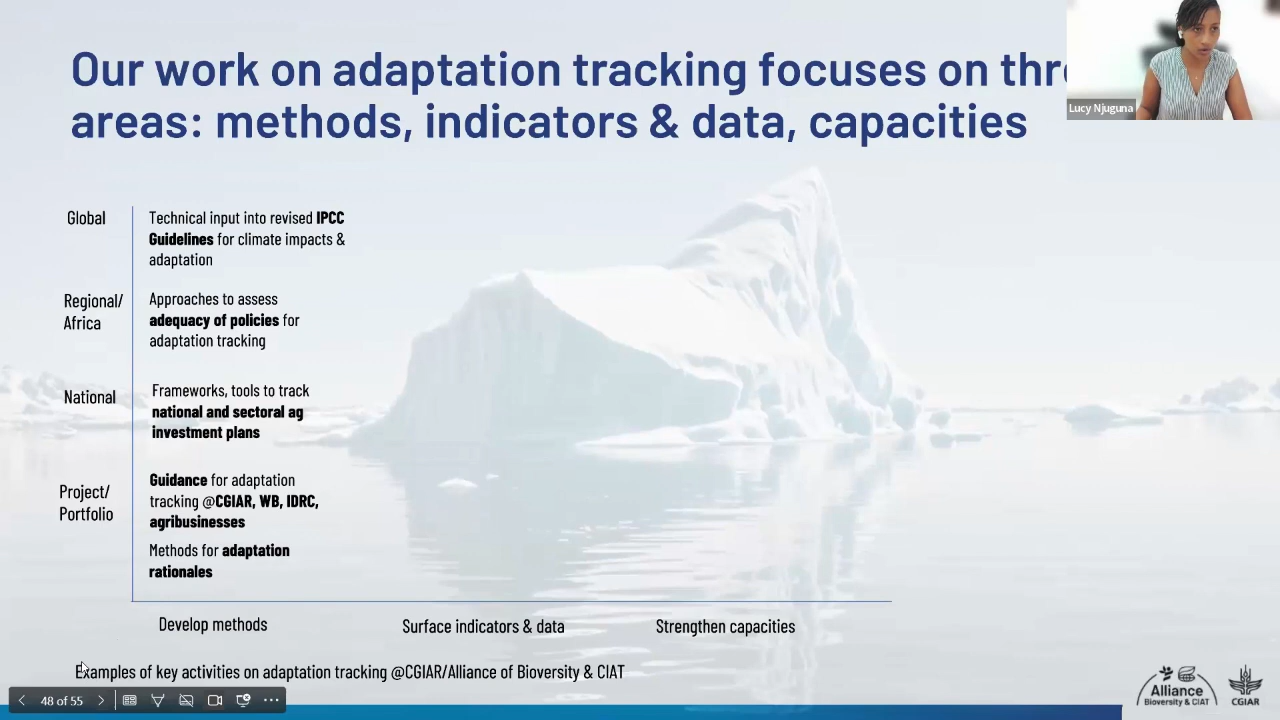 Our work on adaptation tracking focuses on thr
areas: methods, indicators & data, capacities
Lucy Njuguna
Global
Technical input into revised IPCC
Guidelines for climate impacts &
adaptation
Regional/
Africa
Approaches to assess
adequacy of policies for
adaptation tracking
National
Frameworks, tools to track
national and sectoral ag
investment plans
Project/
Portfolio
Guidance for adaptation
tracking @CGIAR, WB, IDRC,
agribusinesses
Methods for adaptation
rationales
Develop methods
Surface indicators & data
Strengthen capacities
Examples of key activities on adaptation tracking @CGIAR/Alliance of Bioversity & CIAT
48 of 55
Alliance
Bioversity & CIAT
CGIAR